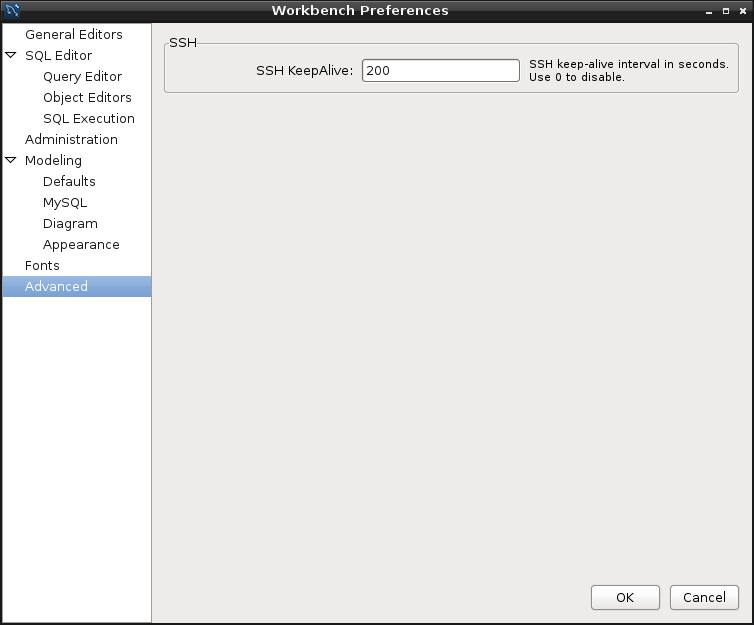 Workbench Preferences
General Editors
SQL Editor
Query Editor
Object Editors
SQL Execution
Administration
Modeling
Defaults
MySQL
Diagram
Appearance
Fonts
Advanced
SSH
SSH KeepAlive: 200 SSH keep-alive interval in seconds.
Use 0 to disable.
OK Cancel